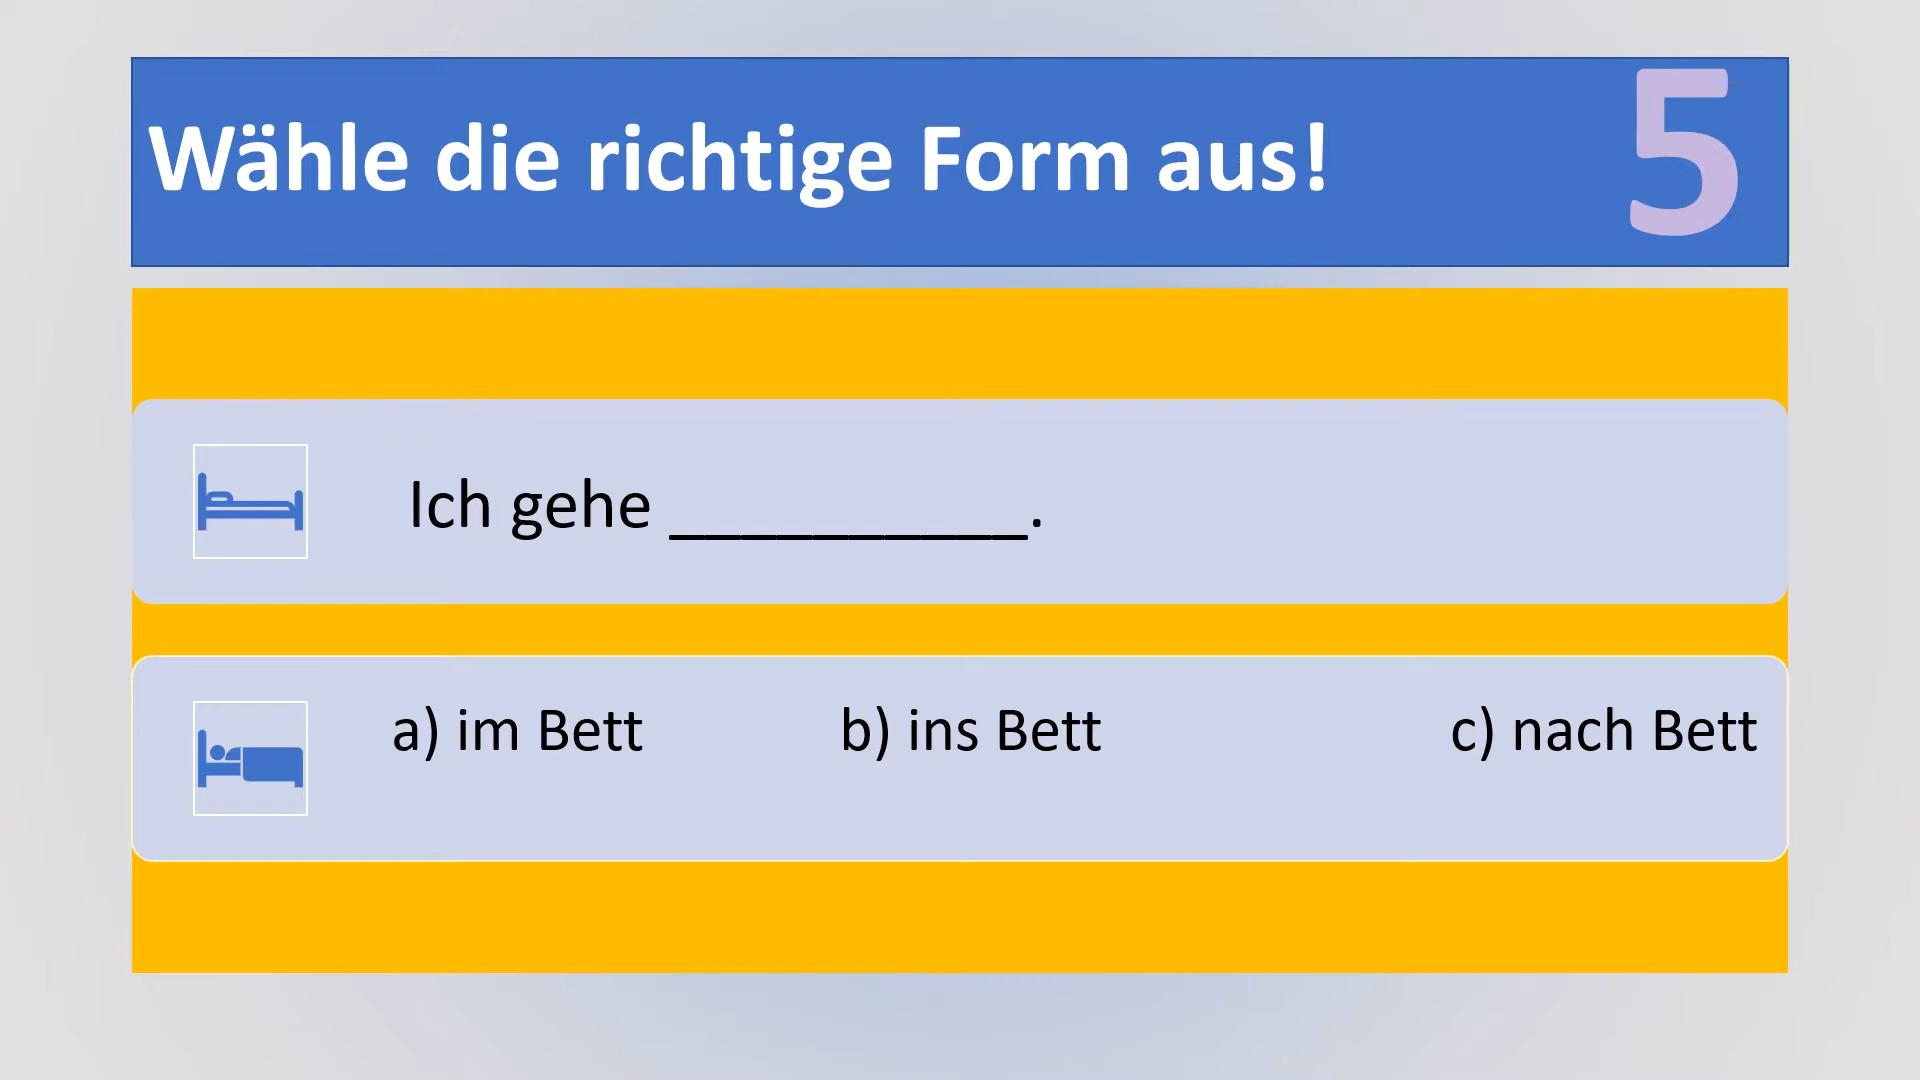 Wähle die richtige Form aus!
5
Ich gehe __________.
a) im Bett b) ins Bett c) nach Bett